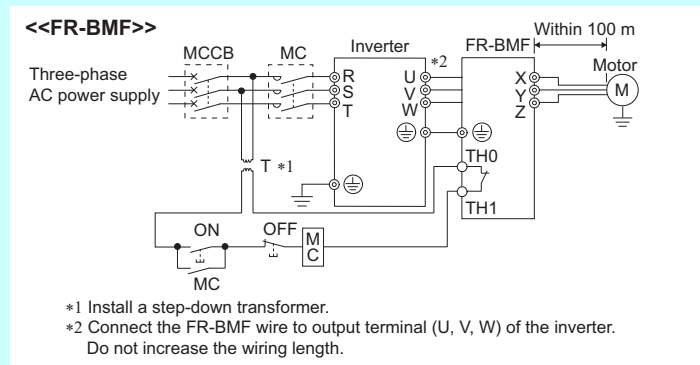 <<FR-BMF>>
Within 100 m
MCCB
MC
Inverter
*2
FR-BMF
Motor
Three-phase
AC power supply
R
S
T
U
V
W
X
Y
Z
M
T *1
TH0
TH1
ON
OFF
M
C
MC
*1 Install a step-down transformer.
*2 Connect the FR-BMF wire to output terminal (U, V, W) of the inverter.
Do not increase the wiring length.